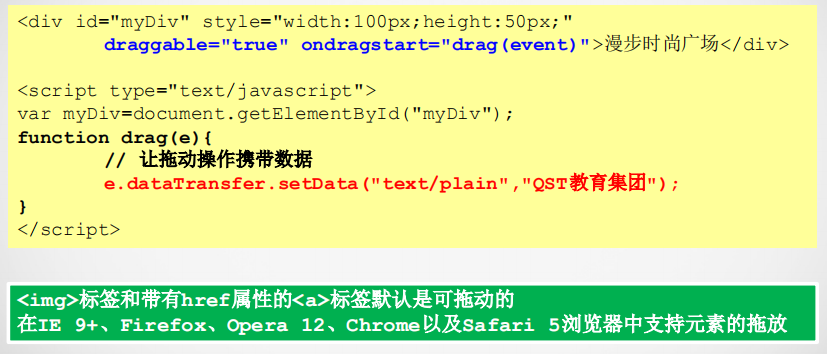 <div id="myDiv" style="width:100px;height:50px;"
draggable="true" ondragstart="drag(event)">漫步时尚广场</div>
<script type="text/javascript">
var myDiv=document.getElementById("myDiv");
function drag(e){
// 让拖动操作携带数据
e.dataTransfer.setData("text/plain","QST教育集团");
}
</script>
<img>标签和带有href属性的<a>标签默认是可拖动的
在IE 9+、Firefox、Opera 12、Chrome以及Safari 5浏览器中支持元素的拖放